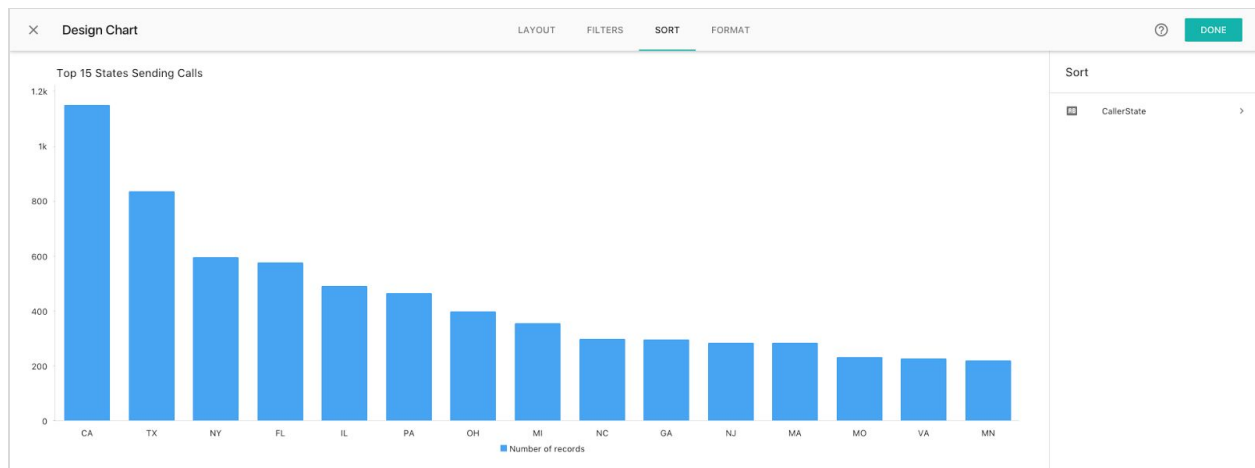 Design Chart
LAYOUT FILTERS SORT FORMAT
DONE
Top 15 States Sending Calls
Sort
CallerState
1.2k
1k
800
600
400
200
0
CA TX NY FL IL PA OH MI NC GA NJ MA MO VA MN
Number of records